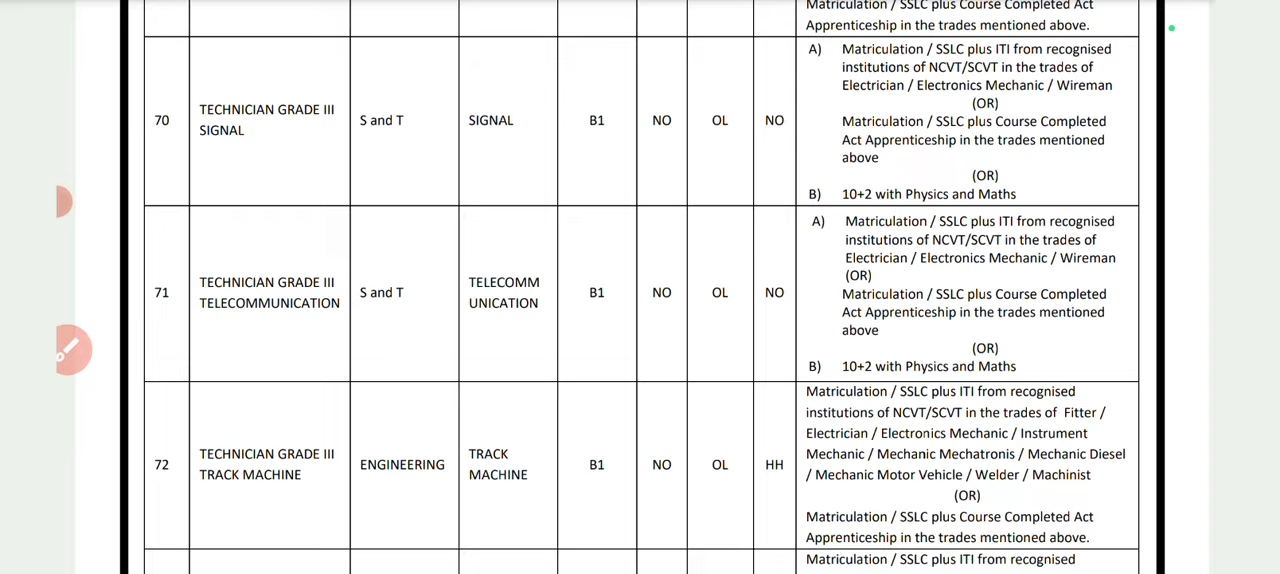 Matriculation / SSLC plus Course Completed Act
Apprenticeship in the trades mentioned above.
70
TECHNICIAN GRADE III
SIGNAL
S and T
SIGNAL
B1
NO
OL
NO
A) Matriculation / SSLC plus ITI from recognised
institutions of NCVT/SCVT in the trades of
Electrician / Electronics Mechanic / Wireman
(OR)
Matriculation / SSLC plus Course Completed
Act Apprenticeship in the trades mentioned
above
(OR)
B) 10+2 with Physics and Maths
71
TECHNICIAN GRADE III
TELECOMMUNICATION
S and T
TELECOMM
UNICATION
B1
NO
OL
NO
A) Matriculation / SSLC plus ITI from recognised
institutions of NCVT/SCVT in the trades of
Electrician / Electronics Mechanic / Wireman
(OR)
Matriculation / SSLC plus Course Completed
Act Apprenticeship in the trades mentioned
above
(OR)
B) 10+2 with Physics and Maths
72
TECHNICIAN GRADE III
TRACK MACHINE
ENGINEERING
TRACK
MACHINE
B1
NO
OL
HH
Matriculation / SSLC plus ITI from recognised
institutions of NCVT/SCVT in the trades of Fitter /
Electrician / Electronics Mechanic / Instrument
Mechanic / Mechanic Mechatronis / Mechanic Diesel
/ Mechanic Motor Vehicle / Welder / Machinist
(OR)
Matriculation / SSLC plus Course Completed Act
Apprenticeship in the trades mentioned above.
Matriculation / SSLC plus ITI from recognised